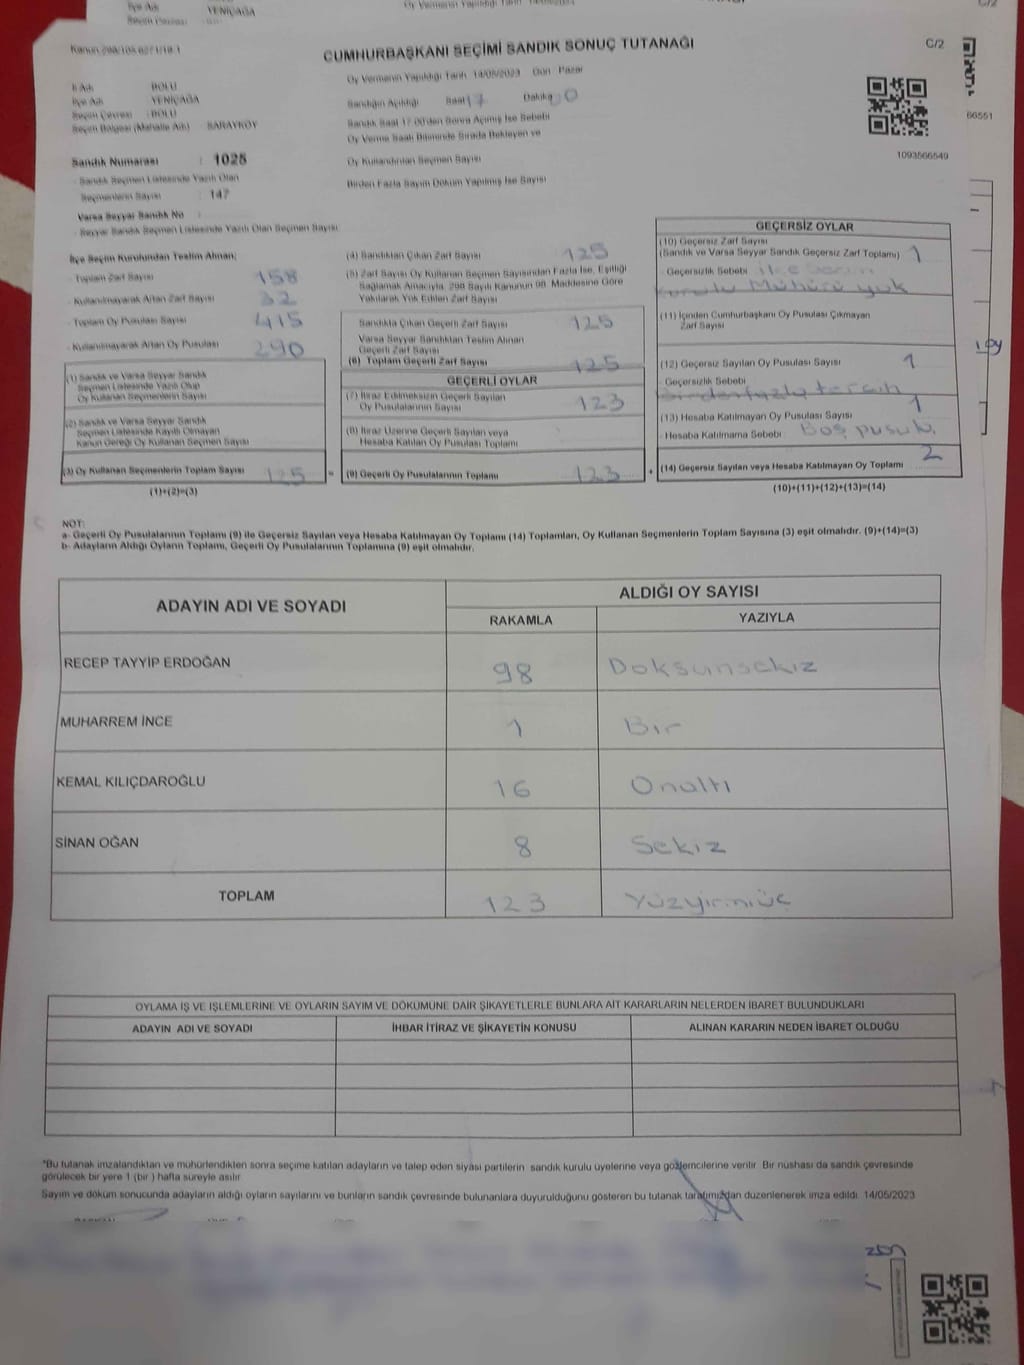 YENİÇAĞA
C/2
CUMHURBAŞKANI SEÇİMİ SANDIK SONUÇ TUTANAĞI
C/2
Oy Vermenin Yapıldığı Tarih 14/05/2023 Gün Pazar
İl Adı BOLU
İlçe Adı YENİÇAĞA
Seçim Çevresi : BOLU
Seçim Bölgesi (Mahalle Adı) SARAYKÖY
Sandığın Açıldığı Saat 17 Dakika 00
Sandık Saat 17.00'den Sonra Açılmış İse Sebebi
Oy Verme Saati Bitiminde Sırada Bekleyen ve
Oy Kullandırılan Seçmen Sayısı
Birden Fazla Sayım Döküm Yapılmış İse Sayısı
66551
1093566549
Sandık Numarası : 1025
Sandık Seçmen Listesinde Yazılı Olan
Seçmenlerin Sayısı : 147
Varsa Seyyar Sandık No
Seyyar Sandık Seçmen Listesinde Yazılı Olan Seçmen Sayısı
İlçe Seçim Kurulundan Teslim Alınan;
- Toplam Zarf Sayısı 158
- Kullanılmayarak Artan Zarf Sayısı 32
- Toplam Oy Pusulası Sayısı 415
- Kullanılmayarak Artan Oy Pusulası 290
(1) Sandık ve Varsa Seyyar Sandık
Seçmen Listesinde Yazılı Olup
Oy Kullanan Seçmenlerin Sayısı
(2) Sandık ve Varsa Seyyar Sandık
Seçmen Listesinde Kayıtlı Olmayan
Kanun Gereği Oy Kullanan Seçmen Sayısı
(3) Oy Kullanan Seçmenlerin Toplam Sayısı 125 =
(1)+(2)=(3)
(4) Sandıktan Çıkan Zarf Sayısı 125
(5) Zarf Sayısı Oy Kullanan Seçmen Sayısından Fazla İse, Eşitliği
Sağlamak Amacıyla, 298 Sayılı Kanunun 98. Maddesine Göre
Yakılarak Yok Edilen Zarf Sayısı
Sandıkta Çıkan Geçerli Zarf Sayısı 125
Varsa Seyyar Sandıktan Teslim Alınan
Geçerli Zarf Sayısı
(6) Toplam Geçerli Zarf Sayısı 125
GEÇERLİ OYLAR
(7) İtiraz Edilmeksizin Geçerli Sayılan
Oy Pusulalarının Sayısı 123
(8) İtiraz Üzerine Geçerli Sayılan veya
Hesaba Katılan Oy Pusulası Toplamı
(9) Geçerli Oy Pusulalarının Toplamı 123 +
GEÇERSİZ OYLAR
(10) Geçersiz Zarf Sayısı
(Sandık ve Varsa Seyyar Sandık Geçersiz Zarf Toplamı) 1
- Geçersizlik Sebebi ilçe seçim
kurulu Mühürü yok
(11) İçinden Cumhurbaşkanı Oy Pusulası Çıkmayan
Zarf Sayısı
(12) Geçersiz Sayılan Oy Pusulası Sayısı 1
- Geçersizlik Sebebi
Birden fazla tercih
(13) Hesaba Katılmayan Oy Pusulası Sayısı 1
- Hesaba Katılmama Sebebi Boş pusula
(14) Geçersiz Sayılan veya Hesaba Katılmayan Oy Toplamı 2
(10)+(11)+(12)+(13)=(14)
NOT:
a- Geçerli Oy Pusulalarının Toplamı (9) ile Geçersiz Sayılan veya Hesaba Katılmayan Oy Toplamı (14) Toplamları, Oy Kullanan Seçmenlerin Toplam Sayısına (3) eşit olmalıdır. (9)+(14)=(3)
b- Adayların Aldığı Oyların Toplamı, Geçerli Oy Pusulalarının Toplamına (9) eşit olmalıdır.
ADAYIN ADI VE SOYADI
ALDIĞI OY SAYISI
RAKAMLA YAZIYLA
RECEP TAYYİP ERDOĞAN 98 Doksansekiz
MUHARREM İNCE 1 Bir
KEMAL KILIÇDAROĞLU 16 Onaltı
SİNAN OĞAN 8 Sekiz
TOPLAM 123 Yüzyirmiüç
OYLAMA İŞ VE İŞLEMLERİNE VE OYLARIN SAYIM VE DÖKÜMÜNE DAİR ŞİKAYETLERLE BUNLARA AİT KARARLARIN NELERDEN İBARET BULUNDUKLARI
ADAYIN ADI VE SOYADI İHBAR İTİRAZ VE ŞİKAYETİN KONUSU ALINAN KARARIN NEDEN İBARET OLDUĞU
*Bu tutanak imzalandıktan ve mühürlendikten sonra seçime katılan adayların ve talep eden siyasi partilerin sandık kurulu üyelerine veya gözlemcilerine verilir. Bir nüshası da sandık çevresinde
görülecek bir yere 1 (bir ) hafta süreyle asılır.
Sayım ve döküm sonucunda adayların aldığı oyların sayılarını ve bunların sandık çevresinde bulunanlara duyurulduğunu gösteren bu tutanak tarafımızdan düzenlenerek imza edildi. 14/05/2023